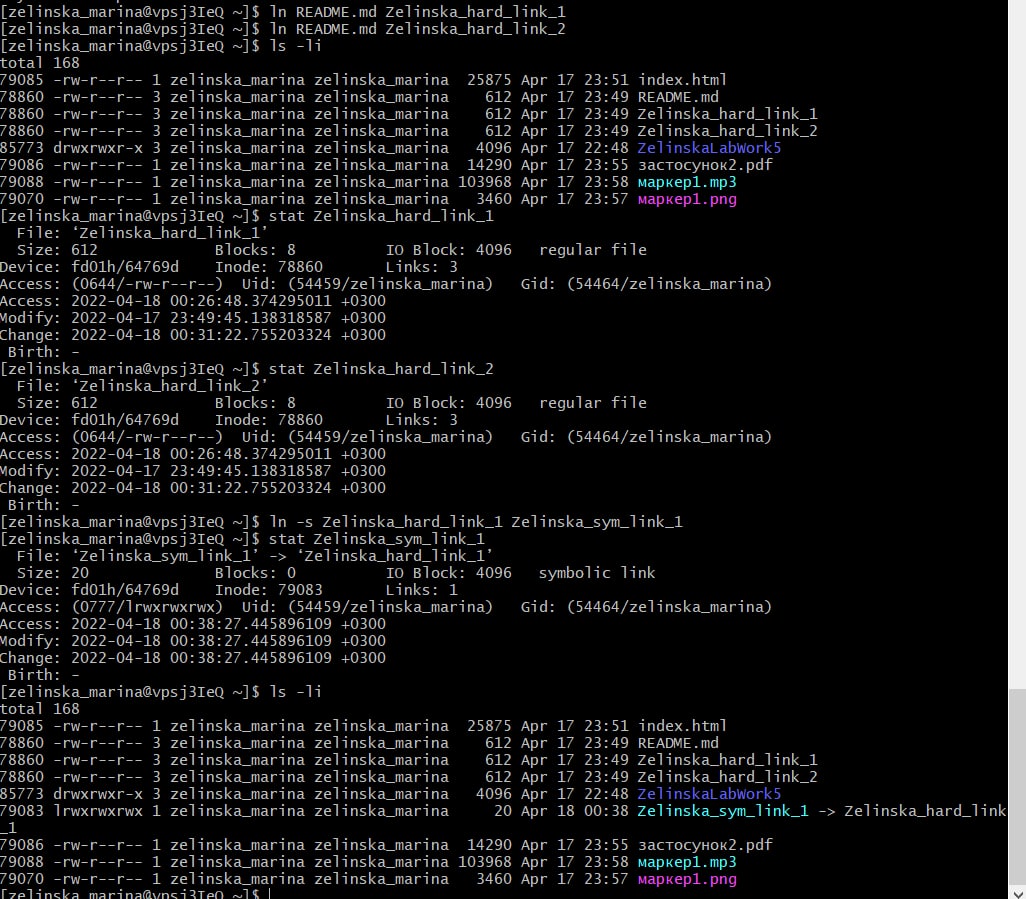 [zelinska_marina@vpsj3IeQ ~]$ ln README.md Zelinska_hard_link_1
[zelinska_marina@vpsj3IeQ ~]$ ln README.md Zelinska_hard_link_2
[zelinska_marina@vpsj3IeQ ~]$ ls -li
total 168
79085 -rw-r--r-- 1 zelinska_marina zelinska_marina  25875 Apr 17 23:51 index.html
78860 -rw-r--r-- 3 zelinska_marina zelinska_marina    612 Apr 17 23:49 README.md
78860 -rw-r--r-- 3 zelinska_marina zelinska_marina    612 Apr 17 23:49 Zelinska_hard_link_1
78860 -rw-r--r-- 3 zelinska_marina zelinska_marina    612 Apr 17 23:49 Zelinska_hard_link_2
85773 drwxrwxr-x 3 zelinska_marina zelinska_marina   4096 Apr 17 22:48 ZelinskaLabWork5
79086 -rw-r--r-- 1 zelinska_marina zelinska_marina  14290 Apr 17 23:55 застосунок2.pdf
79088 -rw-r--r-- 1 zelinska_marina zelinska_marina 103968 Apr 17 23:58 маркер1.mp3
79070 -rw-r--r-- 1 zelinska_marina zelinska_marina   3460 Apr 17 23:57 маркер1.png
[zelinska_marina@vpsj3IeQ ~]$ stat Zelinska_hard_link_1
  File: ‘Zelinska_hard_link_1’
  Size: 612             Blocks: 8          IO Block: 4096   regular file
Device: fd01h/64769d    Inode: 78860       Links: 3
Access: (0644/-rw-r--r--)  Uid: (54459/zelinska_marina)   Gid: (54464/zelinska_marina)
Access: 2022-04-18 00:26:48.374295011 +0300
Modify: 2022-04-17 23:49:45.138318587 +0300
Change: 2022-04-18 00:31:22.755203324 +0300
 Birth: -
[zelinska_marina@vpsj3IeQ ~]$ stat Zelinska_hard_link_2
  File: ‘Zelinska_hard_link_2’
  Size: 612             Blocks: 8          IO Block: 4096   regular file
Device: fd01h/64769d    Inode: 78860       Links: 3
Access: (0644/-rw-r--r--)  Uid: (54459/zelinska_marina)   Gid: (54464/zelinska_marina)
Access: 2022-04-18 00:26:48.374295011 +0300
Modify: 2022-04-17 23:49:45.138318587 +0300
Change: 2022-04-18 00:31:22.755203324 +0300
 Birth: -
[zelinska_marina@vpsj3IeQ ~]$ ln -s Zelinska_hard_link_1 Zelinska_sym_link_1
[zelinska_marina@vpsj3IeQ ~]$ stat Zelinska_sym_link_1
  File: ‘Zelinska_sym_link_1’ -> ‘Zelinska_hard_link_1’
  Size: 20              Blocks: 0          IO Block: 4096   symbolic link
Device: fd01h/64769d    Inode: 79083       Links: 1
Access: (0777/lrwxrwxrwx)  Uid: (54459/zelinska_marina)   Gid: (54464/zelinska_marina)
Access: 2022-04-18 00:38:27.445896109 +0300
Modify: 2022-04-18 00:38:27.445896109 +0300
Change: 2022-04-18 00:38:27.445896109 +0300
 Birth: -
[zelinska_marina@vpsj3IeQ ~]$ ls -li
total 168
79085 -rw-r--r-- 1 zelinska_marina zelinska_marina  25875 Apr 17 23:51 index.html
78860 -rw-r--r-- 3 zelinska_marina zelinska_marina    612 Apr 17 23:49 README.md
78860 -rw-r--r-- 3 zelinska_marina zelinska_marina    612 Apr 17 23:49 Zelinska_hard_link_1
78860 -rw-r--r-- 3 zelinska_marina zelinska_marina    612 Apr 17 23:49 Zelinska_hard_link_2
85773 drwxrwxr-x 3 zelinska_marina zelinska_marina   4096 Apr 17 22:48 ZelinskaLabWork5
79083 lrwxrwxrwx 1 zelinska_marina zelinska_marina     20 Apr 18 00:38 Zelinska_sym_link_1 -> Zelinska_hard_link
_1
79086 -rw-r--r-- 1 zelinska_marina zelinska_marina  14290 Apr 17 23:55 застосунок2.pdf
79088 -rw-r--r-- 1 zelinska_marina zelinska_marina 103968 Apr 17 23:58 маркер1.mp3
79070 -rw-r--r-- 1 zelinska_marina zelinska_marina   3460 Apr 17 23:57 маркер1.png
[zelinska_marina@vpsj3IeQ ~]$